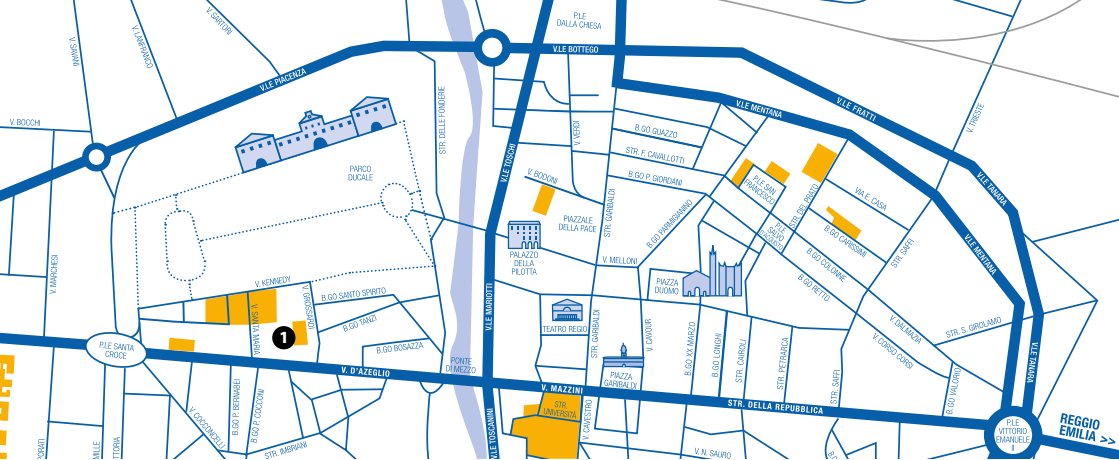 V. SAVANI
V. LANFRANCO
V. SARTORI
P.LE
DALLA CHIESA
V.LE BOTTEGO
V.LE PIACENZA
V. BOCCHI
STR. DELLE FONDERIE
PARCO
DUCALE
V.LE TOSCHI
V. VERDI
B.GO GUAZZO
STR. F. CAVALLOTTI
B.GO P. GIORDANI
V.LE MENTANA
V.LE FRATTI
V. TRIESTE
V.LE TANARA
V. BODONI
PIAZZALE
DELLA PACE
STR. GARIBALDI
B.GO PARMIGIANINO
P.LE SAN
FRANCESCO
STR. DEL PRATO
VIA E. CASA
B.GO CARISSIMI
B.GO COLONNE
B.GO RETTO
STR. SAFFI
V.LE MENTANA
PALAZZO
DELLA
PILOTTA
V. MELLONI
PIAZZA
DUOMO
V. MARCHESI
V. KENNEDY
V. SANTA MARIA
V. GROSSARDI
B.GO SANTO SPIRITO
B.GO TANZI
B.GO BOSAZZA
1
V.LE MARIOTTI
TEATRO REGIO
STR. GARIBALDI
V. CAVOUR
B.GO XX MARZO
B.GO LONGHI
STR. CAIROLI
STR. PETRARCA
STR. SAFFI
V. DALMAZIA
V. CORSO CORSI
STR. S. GIROLAMO
B.GO VALORIO
V.LE TANARA
P.LE SANTA
CROCE
V. D'AZEGLIO
PONTE
DI MEZZO
PIAZZA
GARIBALDI
V. MAZZINI
STR. DELLA REPUBBLICA
STR.
UNIVERSITÀ
V. CAVESTRO
V.LE TOSCANINI
V. COCCONCELLI
B.GO P. BERNABEI
B.GO P. COCCONI
STR. IMBRIANI
V. N. SAURO
P.LE
VITTORIO
EMANUELE
II
REGGIO
EMILIA >>